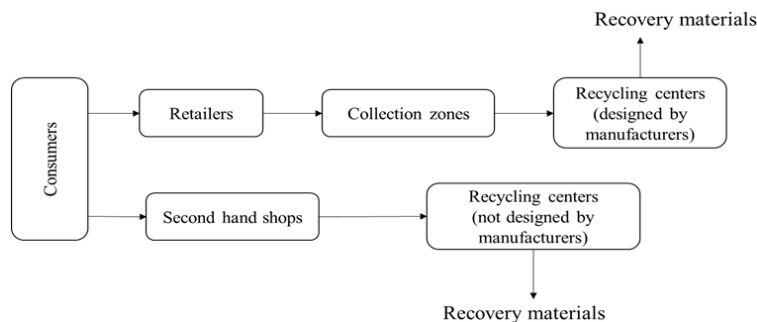 Recovery materials
Consumers
Retailers
Collection zones
Recycling centers
(designed by
manufacturers)
Second hand shops
Recycling centers
(not designed by
manufacturers)
Recovery materials